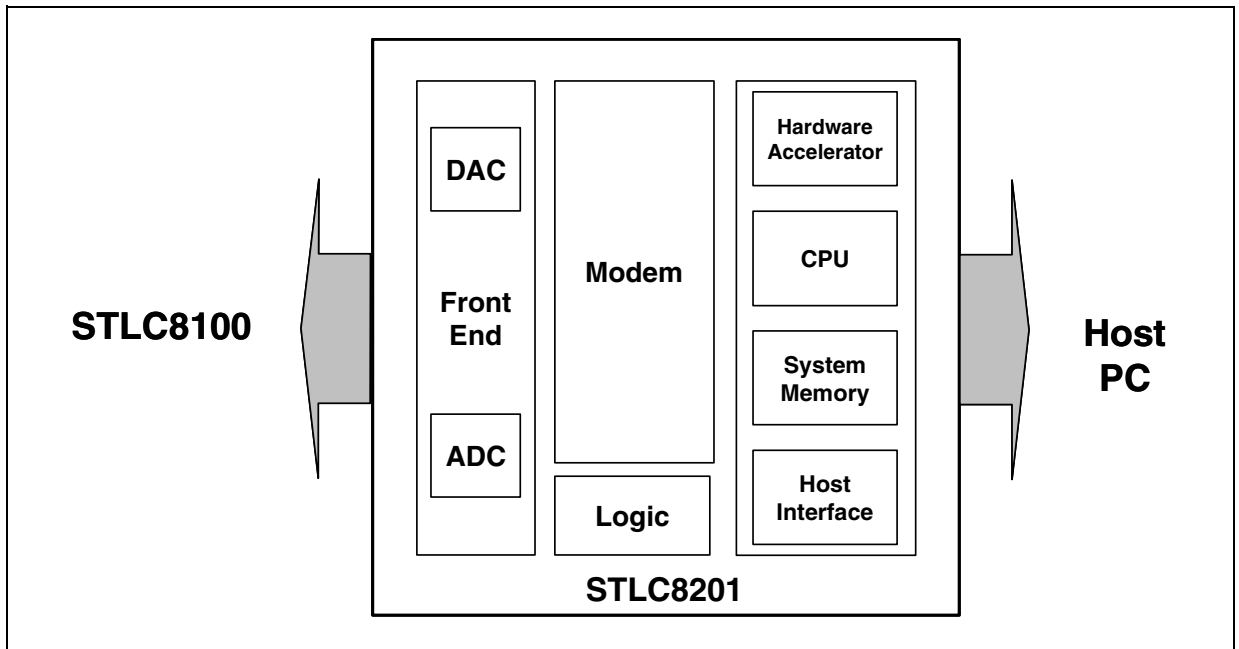 STLC8100
DAC
Front
End
ADC
Modem
Logic
Hardware
Accelerator
CPU
System
Memory
Host
Interface
STLC8201
Host
PC